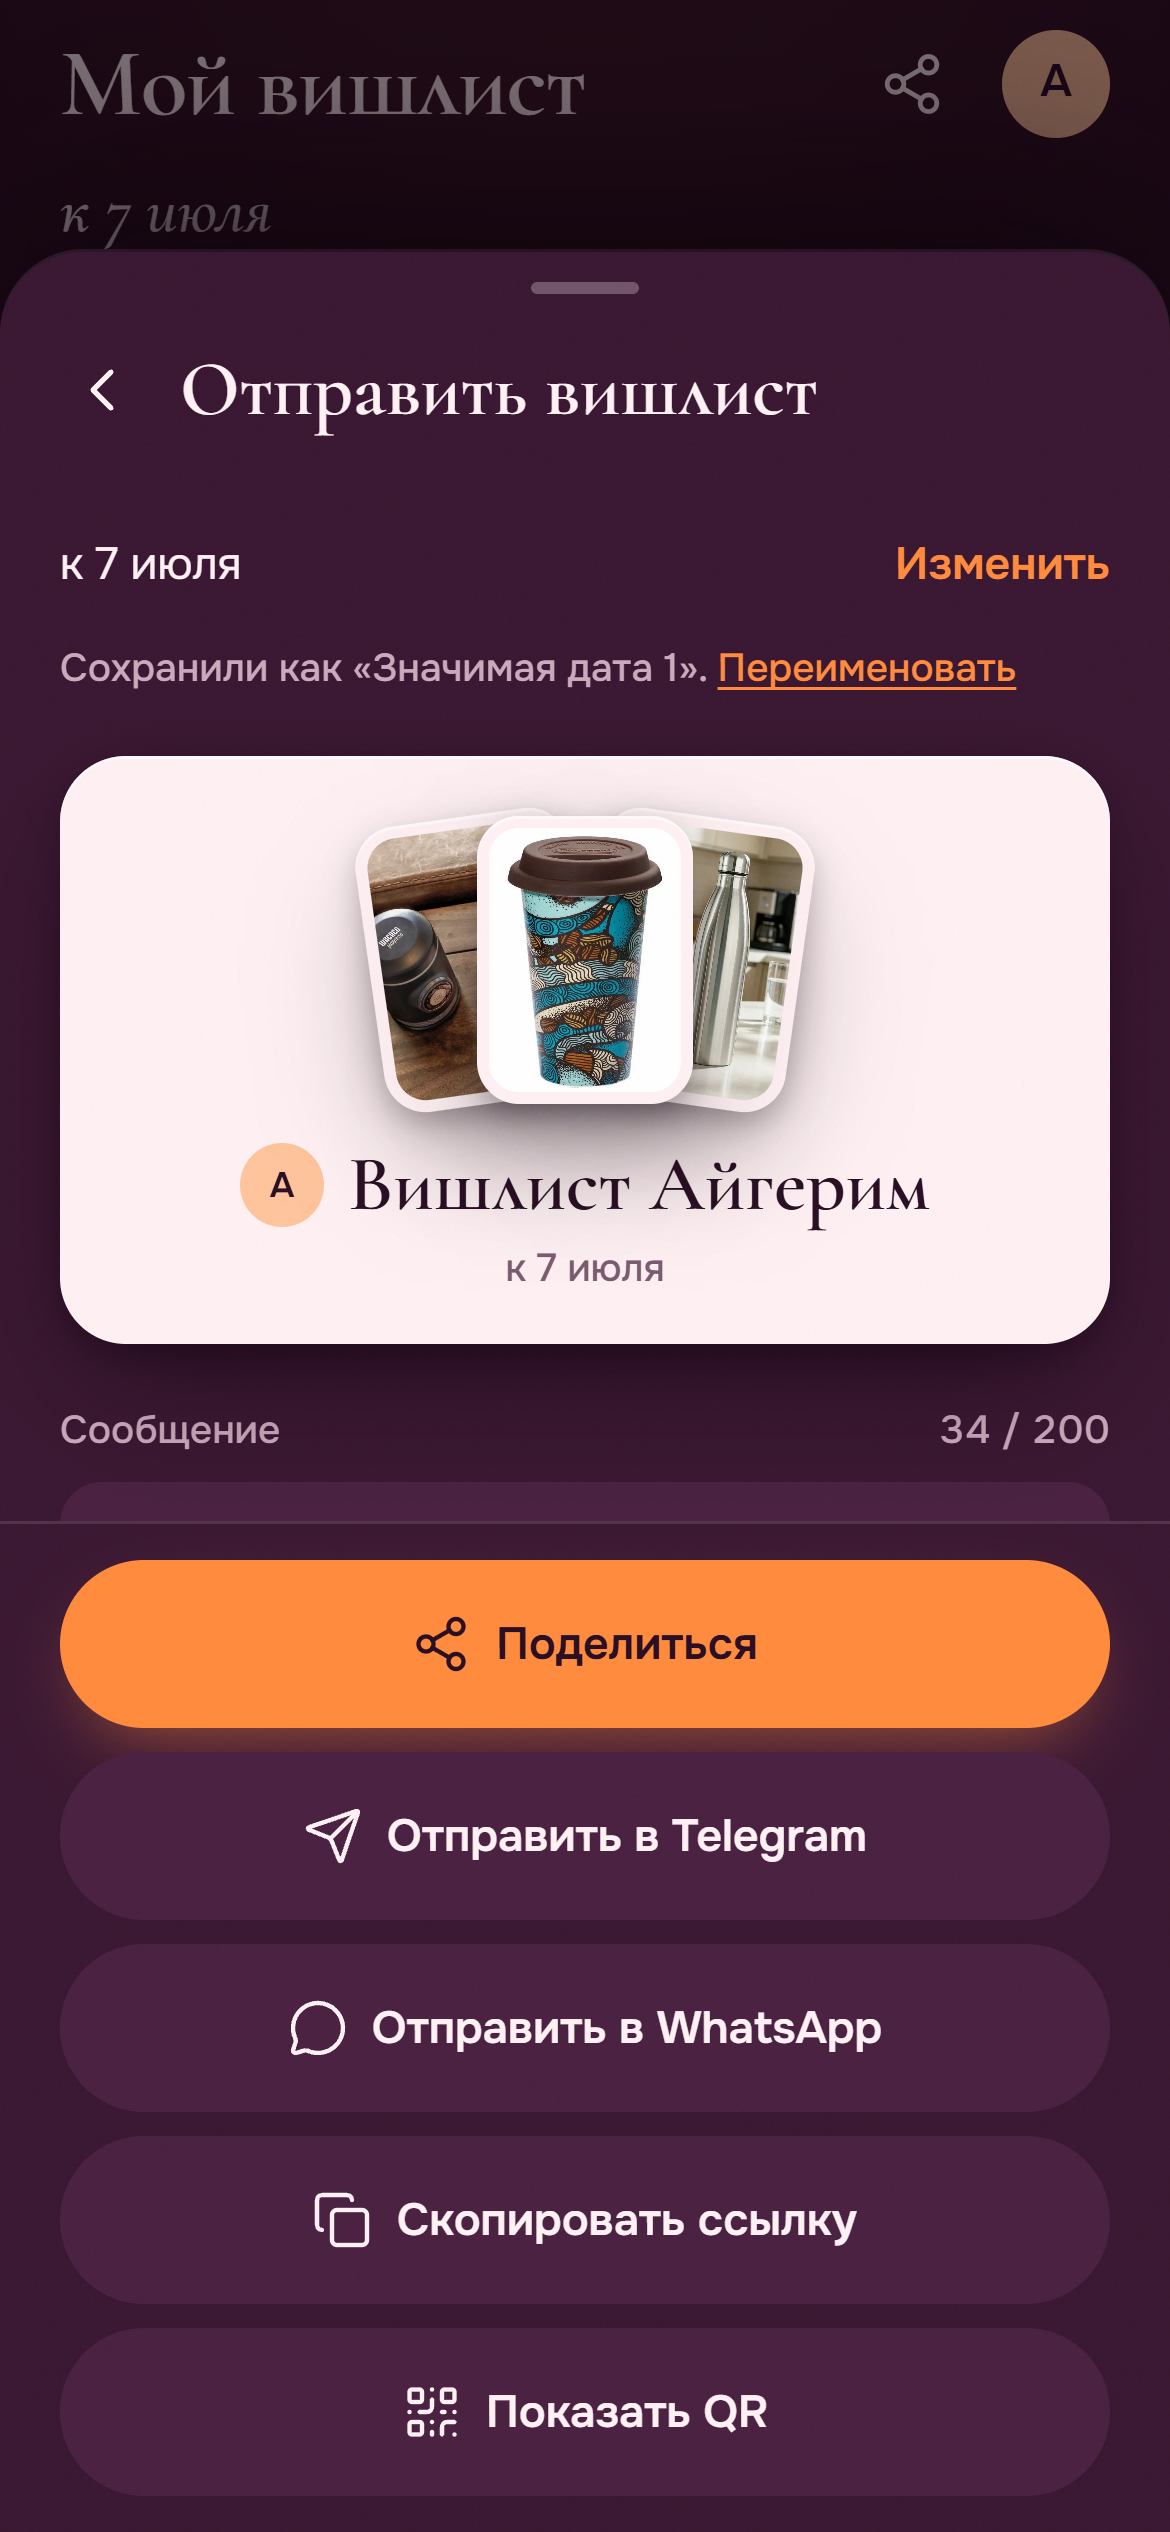 Мой вишлист
A
к 7 июля
Отправить вишлист
к 7 июля
Изменить
Сохранили как «Значимая дата 1». Переименовать
A
Вишлист Айгерим
к 7 июля
Сообщение
34 / 200
Поделиться
Отправить в Telegram
Отправить в WhatsApp
Скопировать ссылку
Показать QR